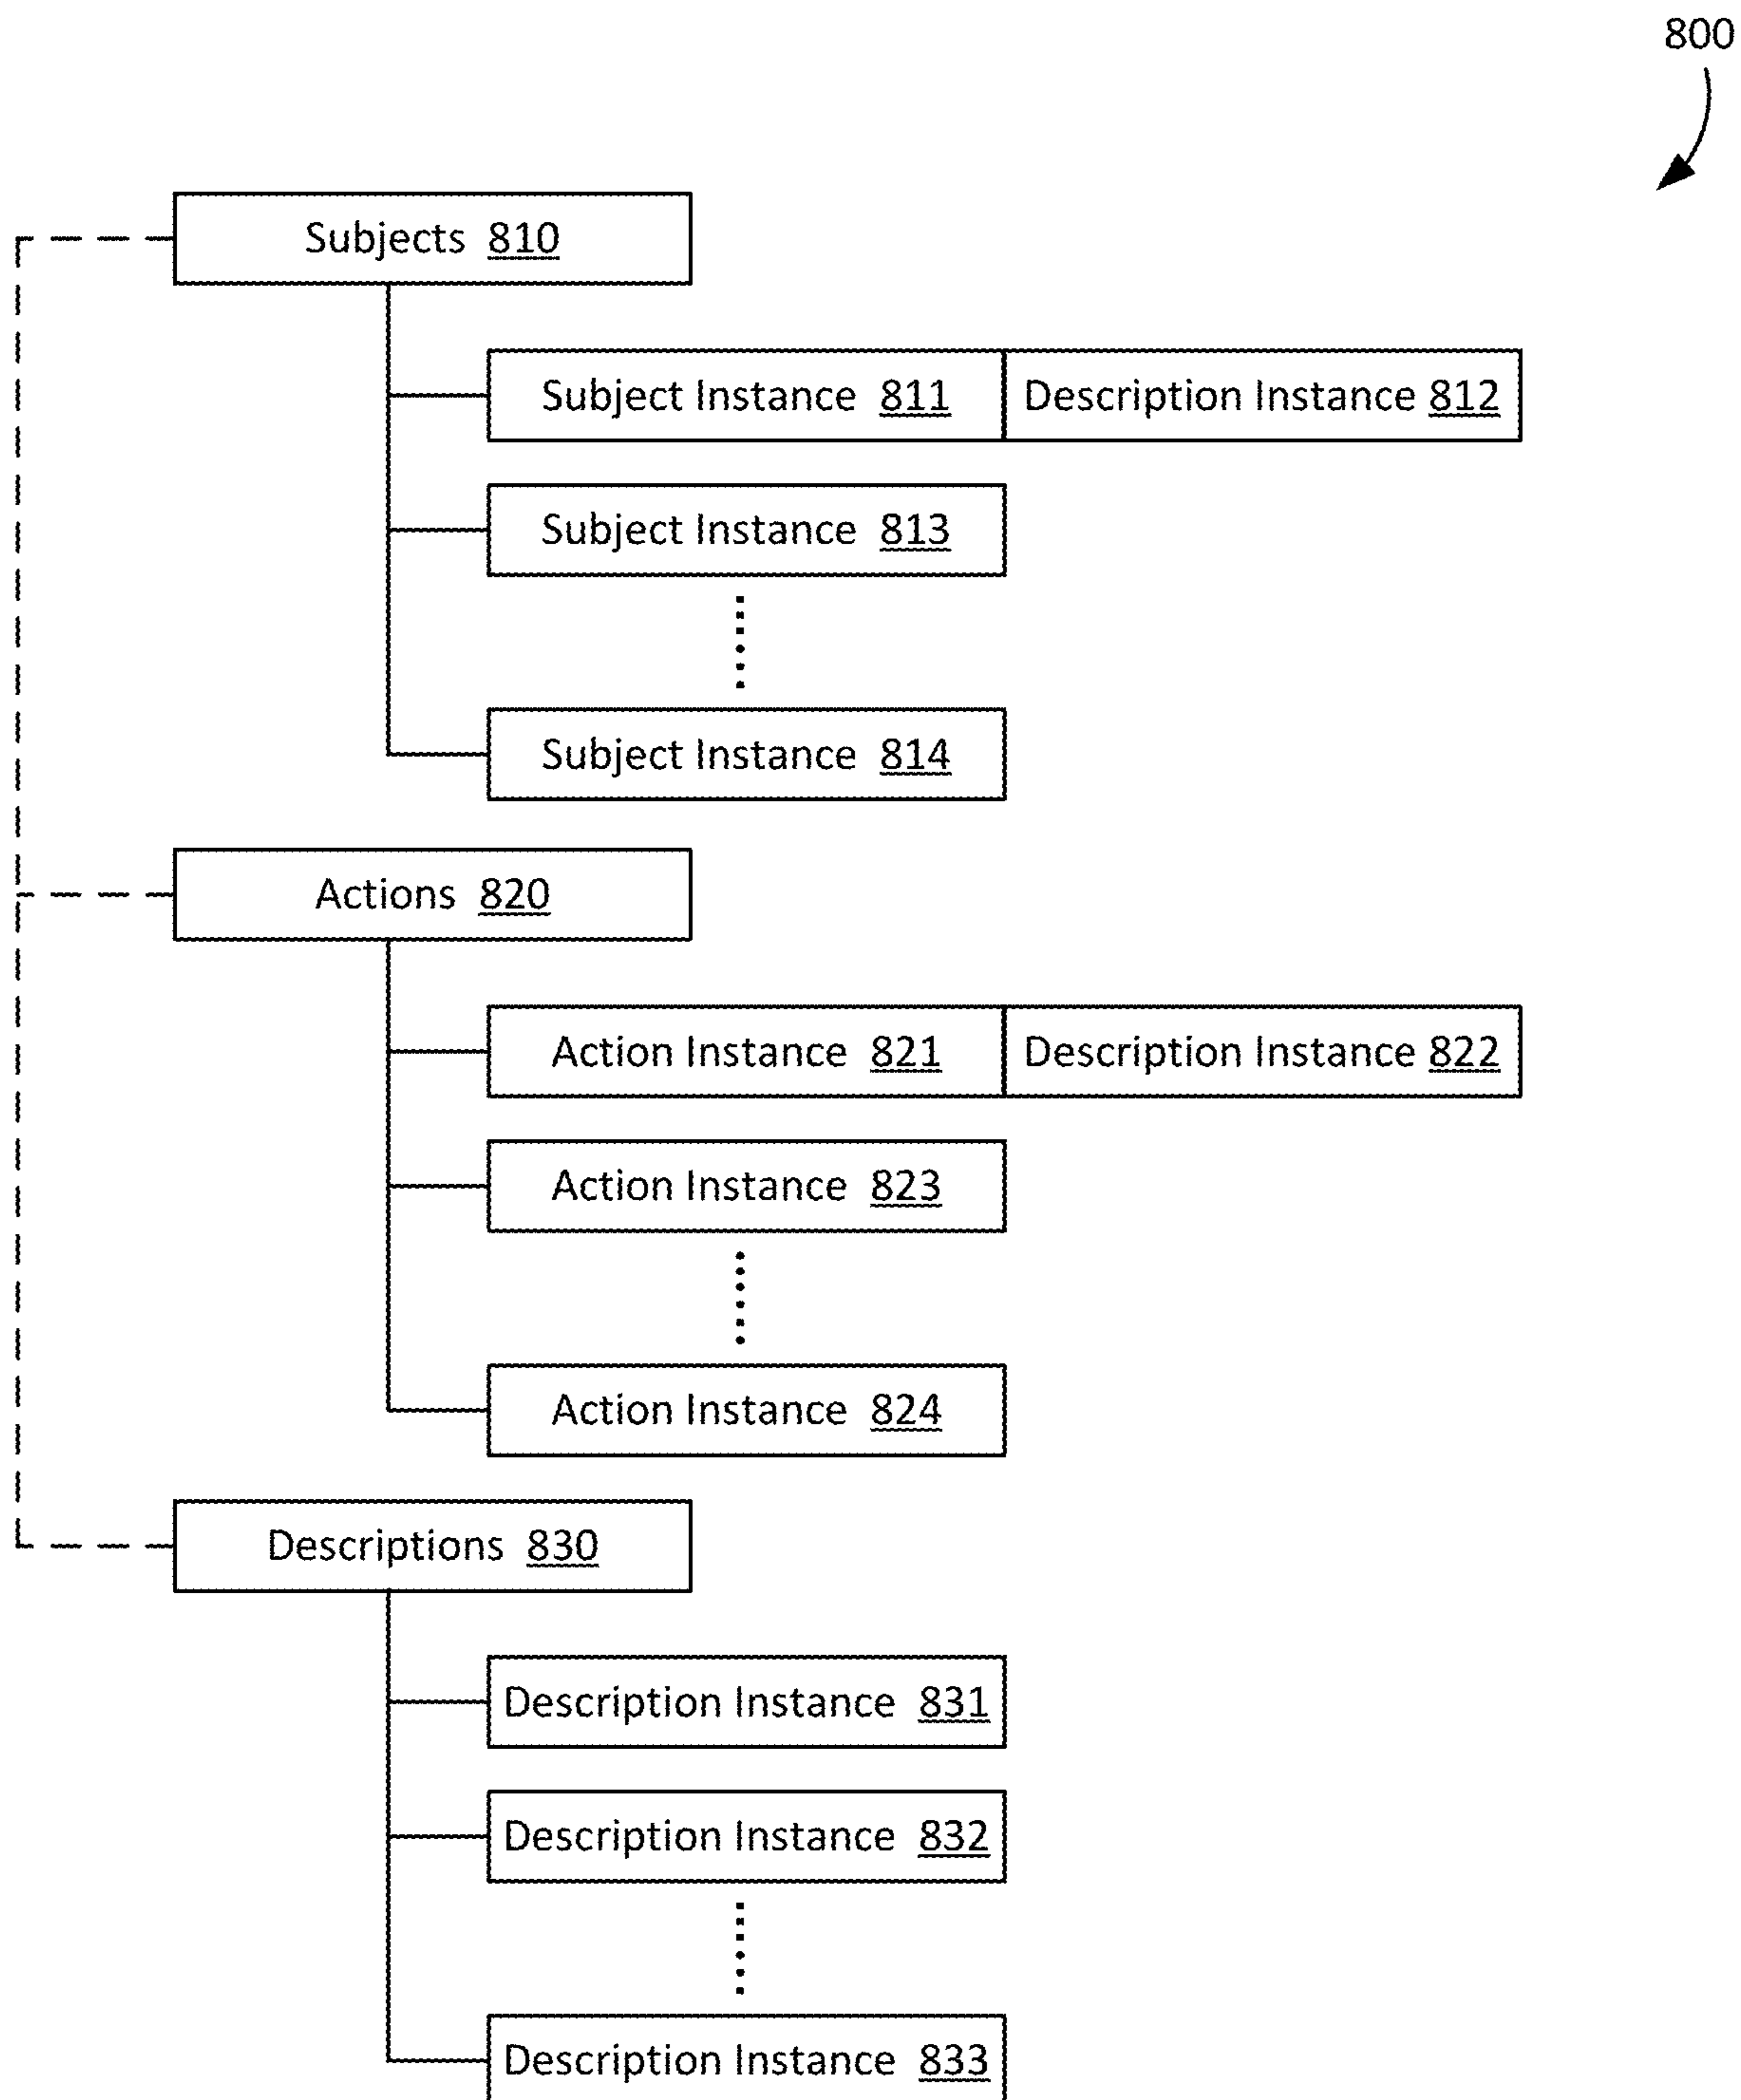 800
Subjects 810
Subject Instance 811 Description Instance 812
Subject Instance 813
Subject Instance 814
Actions 820
Action Instance 821 Description Instance 822
Action Instance 823
Action Instance 824
Descriptions 830
Description Instance 831
Description Instance 832
Description Instance 833